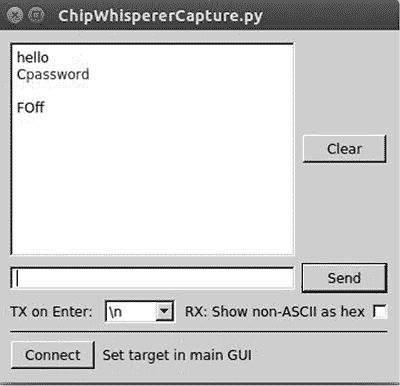 ChipWhispererCapture.py
hello
Cpassword
FOff
Clear
Send
TX on Enter: \n RX: Show non-ASCII as hex
Connect Set target in main GUI